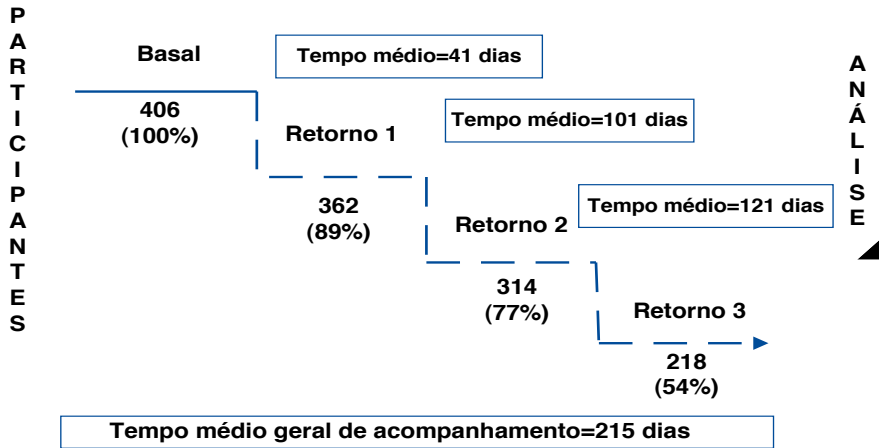 PARTICIPANTES
Basal
Tempo médio=41 dias
406
(100%)
Retorno 1
Tempo médio=101 dias
362
(89%)
Retorno 2
Tempo médio=121 dias
314
(77%)
Retorno 3
218
(54%)
ANÁLISE
Tempo médio geral de acompanhamento=215 dias